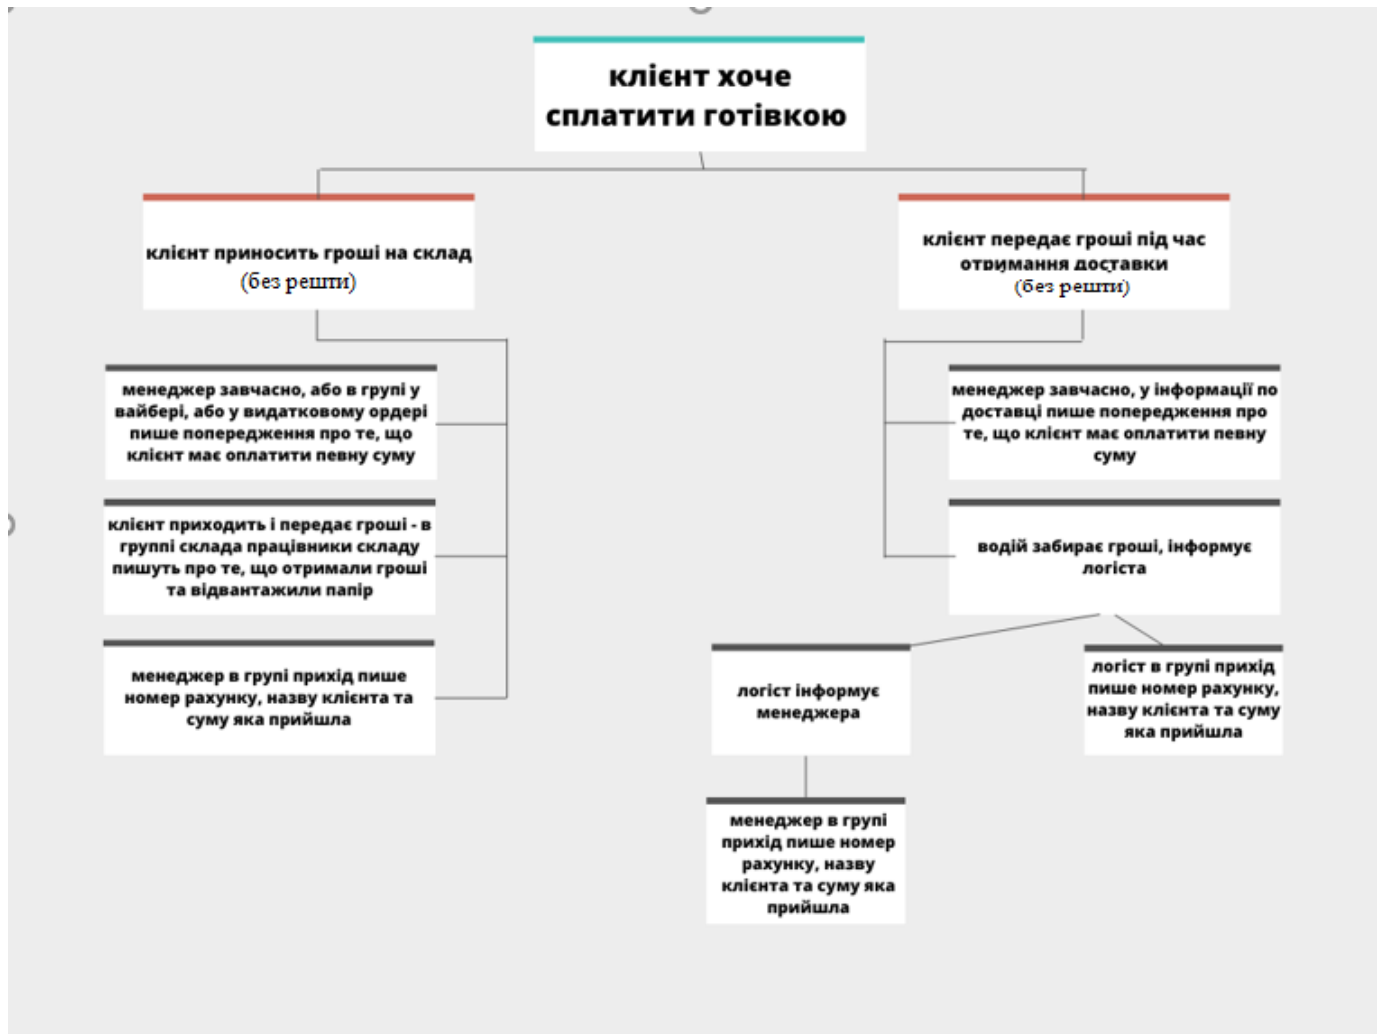 клієнт хоче
сплатити готівкою
клієнт приносить гроші на склад
(без решти)
менеджер завчасно, або в групі у
вайбері, або у видатковому ордері
пише попередження про те, що
клієнт має оплатити певну суму
клієнт приходить і передає гроші - в
группі склада працівники складу
пишуть про те, що отримали гроші
та відвантажили папір
менеджер в групі прихід пише
номер рахунку, назву клієнта та
суму яка прийшла
клієнт передає гроші під час
отримання доставки
(без решти)
менеджер завчасно, у інформації по
доставці пише попередження про
те, що клієнт має оплатити певну
суму
водій забирає гроші, інформує
логіста
логіст інформує
менеджера
менеджер в групі
прихід пише номер
рахунку, назву
клієнта та суму яка
прийшла
логіст в групі прихід
пише номер рахунку,
назву клієнта та суму
яка прийшла